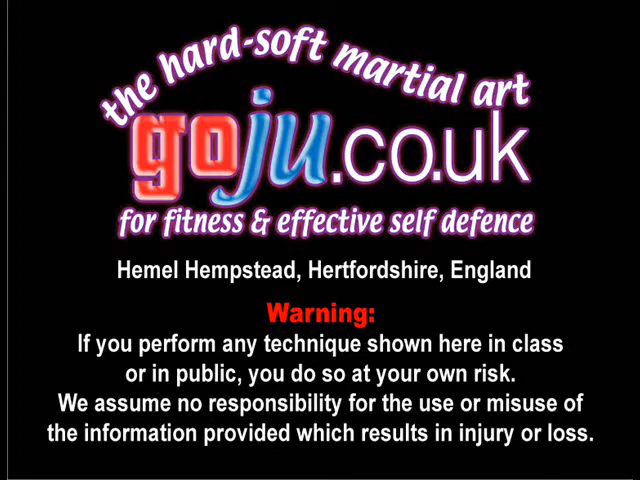 the hard-soft martial art
goju.co.uk
for fitness & effective self defence
Hemel Hempstead, Hertfordshire, England
Warning:
If you perform any technique shown here in class
or in public, you do so at your own risk.
We assume no responsibility for the use or misuse of
the information provided which results in injury or loss.